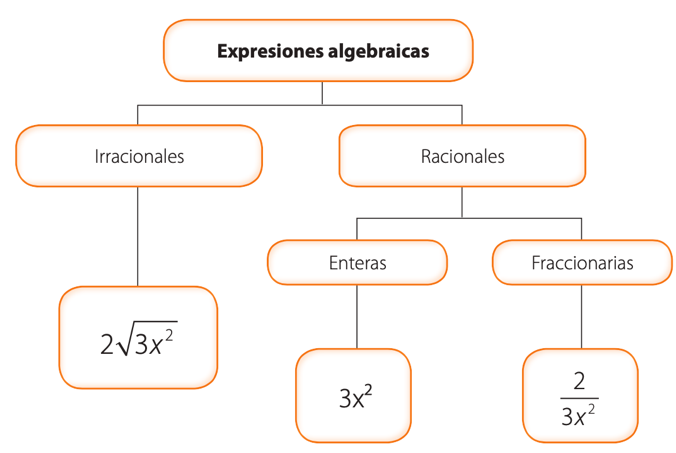 Expresiones algebraicas
Irracionales
Racionales
Enteras
Fraccionarias
2√3x²
3x²
2
3x²